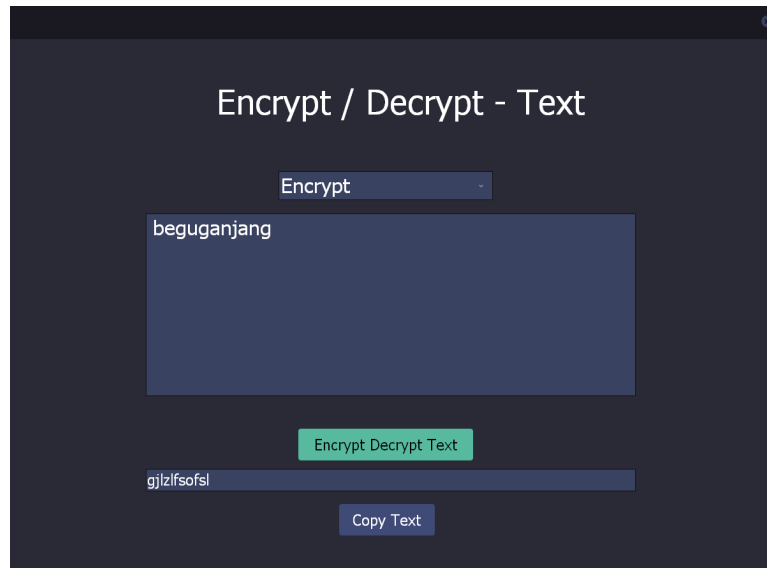 Encrypt / Decrypt - Text
Encrypt
beguganjang
Encrypt Decrypt Text
gjlzlfsofsl
Copy Text